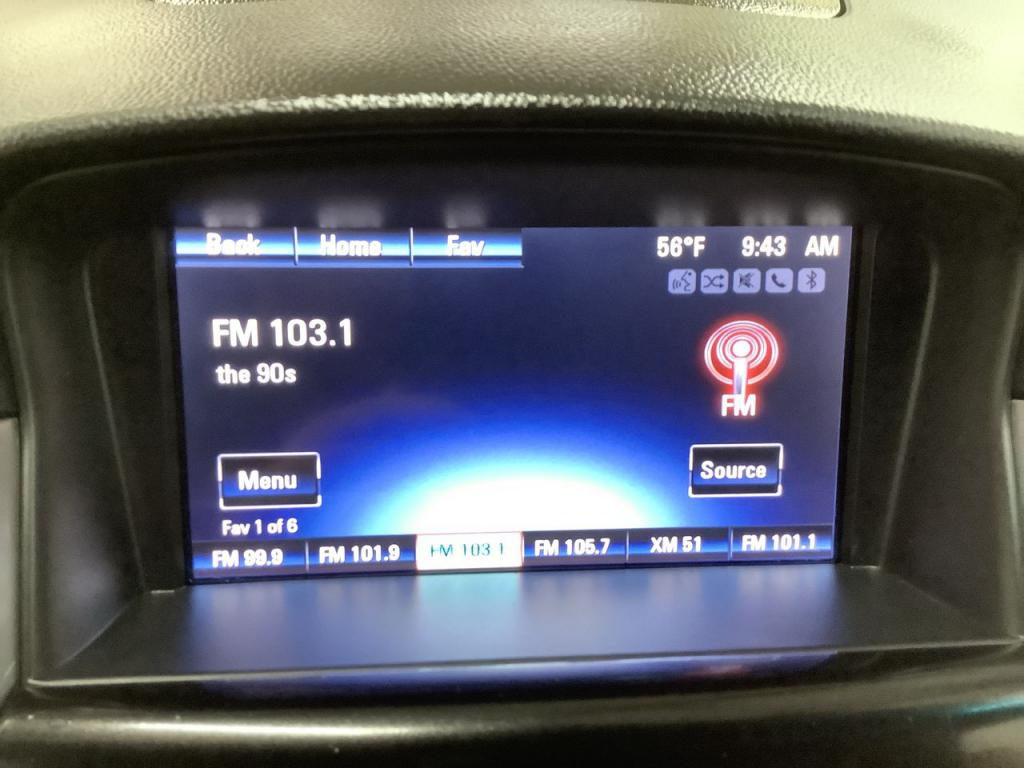 Back Home Fav 56°F 9:43 AM
FM 103.1
the 90s
FM
Menu Source
Fav 1 of 6
FM 99.9 FM 101.9 FM 103.1 FM 105.7 XM 51 FM 101.1